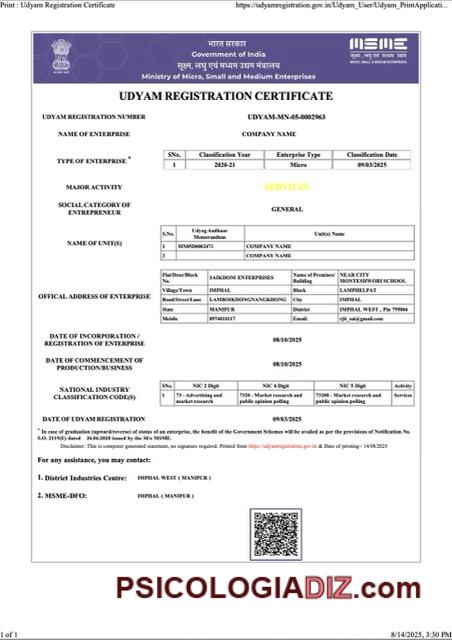 Print : Udyam Registration Certificate https://udyamregistration.gov.in/Udyam_User/Udyam_PrintApplicati...
भारत सरकार
Government of India
सूक्ष्म, लघु एवं मध्यम उद्यम मंत्रालय
Ministry of Micro, Small and Medium Enterprises
MSME
सूक्ष्म, लघु एवं मध्यम उद्यम
MICRO, SMALL & MEDIUM ENTERPRISES
UDYAM REGISTRATION CERTIFICATE
UDYAM REGISTRATION NUMBER UDYAM-MN-05-0002963
NAME OF ENTERPRISE COMPANY NAME
TYPE OF ENTERPRISE *
SNo. Classification Year Enterprise Type Classification Date
1 2020-21 Micro 09/03/2025
MAJOR ACTIVITY SERVICES
SOCIAL CATEGORY OF
ENTREPRENEUR
GENERAL
NAME OF UNIT(S)
S.No. Udyog Aadhaar Memorandum Unit(s) Name
1 MN05D0002471 COMPANY NAME
2 COMPANY NAME
OFFICAL ADDRESS OF ENTERPRISE
Flat/Door/Block No. SAIKHOM ENTERPRISES Name of Premises/ Building NEAR CITY MONTESHWORI SCHOOL
Village/Town IMPHAL Block LAMPHELPAT
Road/Street/Lane LAMBOIKHONGNANGKHONG City IMPHAL
State MANIPUR District IMPHAL WEST , Pin 795004
Mobile Email:
DATE OF INCORPORATION /
REGISTRATION OF ENTERPRISE
08/10/2025
DATE OF COMMENCEMENT OF
PRODUCTION/BUSINESS
08/10/2025
NATIONAL INDUSTRY
CLASSIFICATION CODE(S)
SNo. NIC 2 Digit NIC 4 Digit NIC 5 Digit Activity
1 73 - Advertising and market research 7320 - Market research and public opinion polling 73200 - Market research and public opinion polling Services
DATE OF UDYAM REGISTRATION 09/03/2025
* In case of graduation (upward/reverse) of status of an enterprise, the benefit of the Government Schemes will be availed as per the provisions of Notification No.
S.O. 2119(E) dated 26.06.2020 issued by the M/o MSME.
Disclaimer: This is computer generated statement, no signature required. Printed from https://udyamregistration.gov.in & Date of printing:- 14/08/2025
For any assistance, you may contact:
1. District Industries Centre: IMPHAL WEST ( MANIPUR )
2. MSME-DFO: IMPHAL ( MANIPUR )
PSICOLOGIADIZ.com
1 of 1 8/14/2025, 3:30 PM